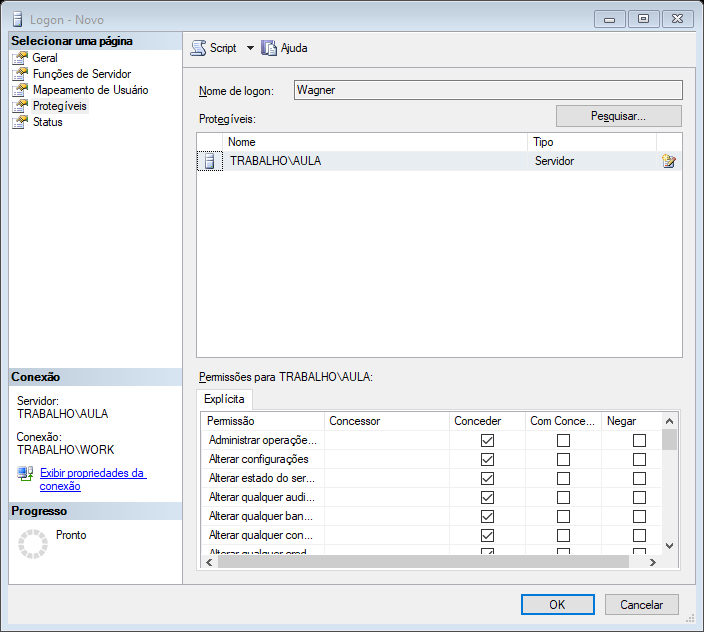 Logon - Novo
Selecionar uma página
Geral
Funções de Servidor
Mapeamento de Usuário
Protegíveis
Status
Script
Ajuda
Nome de logon:
Wagner
Protegíveis:
Pesquisar...
Nome
Tipo
TRABALHO\AULA
Servidor
Permissões para TRABALHO\AULA:
Explícita
Permissão
Concessor
Conceder
Com Conce...
Negar
Administrar operaçõe...
Alterar configurações
Alterar estado do ser...
Alterar qualquer audi...
Alterar qualquer ban...
Alterar qualquer con...
Alterar qualquer cred...
Conexão
Servidor:
TRABALHO\AULA
Conexão:
TRABALHO\WORK
Exibir propriedades da
conexão
Progresso
Pronto
OK
Cancelar